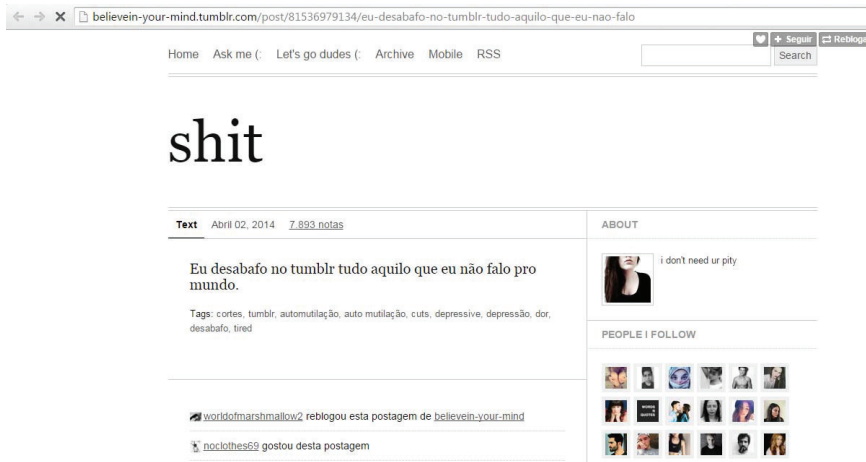 believein-your-mind.tumblr.com/post/81536979134/eu-desabafo-no-tumblr-tudo-aquilo-que-eu-nao-falo
Seguir Rebloga
Home Ask me (: Let's go dudes (: Archive Mobile RSS Search
shit
Text Abril 02, 2014 7.893 notas
ABOUT
i don't need ur pity
Eu desabafo no tumblr tudo aquilo que eu não falo pro
mundo.
Tags: cortes, tumblr, automutilação, auto mutilação, cuts, depressive, depressão, dor,
desabafo, tired
PEOPLE I FOLLOW
worldofmarshmallow2 reblogou esta postagem de believein-your-mind
noclothes69 gostou desta postagem